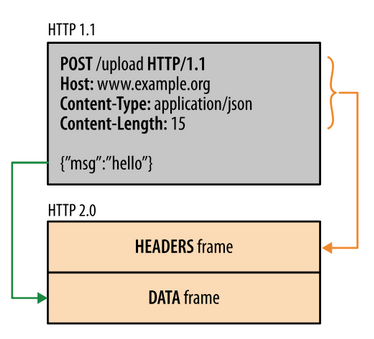 HTTP 1.1
POST /upload HTTP/1.1
Host: www.example.org
Content-Type: application/json
Content-Length: 15
{"msg":"hello"}
HTTP 2.0
HEADERS frame
DATA frame